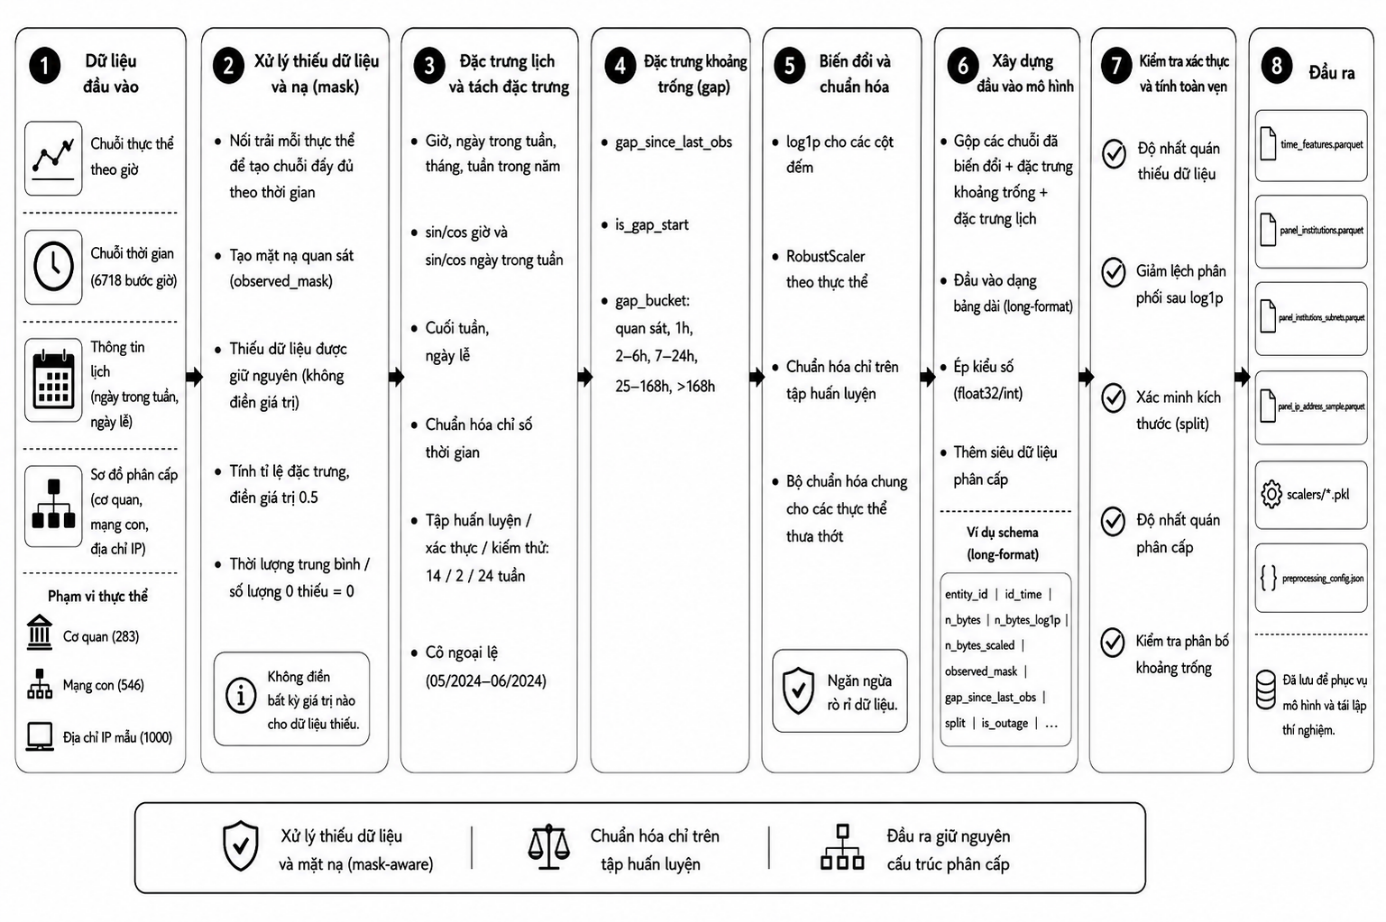 1 Dữ liệu
đầu vào
Chuỗi thực thể
theo giờ
Chuỗi thời gian
(6718 bước giờ)
Thông tin
lịch
(ngày trong tuần,
ngày lễ)
Sơ đồ phân cấp
(cơ quan,
mạng con,
địa chỉ IP)
Phạm vi thực thể
Cơ quan (283)
Mạng con (546)
Địa chỉ IP mẫu (1000)
2 Xử lý thiếu dữ liệu
và nạ (mask)
• Nối trải mỗi thực thể
để tạo chuỗi đẩy đủ
theo thời gian
• Tạo mặt nạ quan sát
(observed_mask)
• Thiếu dữ liệu được
giữ nguyên (không
điền giá trị)
• Tính tỉ lệ đặc trưng,
điền giá trị 0.5
• Thời lượng trung bình /
số lượng 0 thiếu = 0
Không điền
bất kỳ giá trị nào
cho dữ liệu thiếu.
3 Đặc trưng lịch
và tách đặc trưng
• Giờ, ngày trong tuần,
tháng, tuần trong năm
• sin/cos giờ và
sin/cos ngày trong tuần
• Cuối tuần,
ngày lễ
• Chuẩn hóa chỉ số
thời gian
• Tập huấn luyện /
xác thực / kiểm thử:
14 / 2 / 24 tuần
• Cô ngoại lệ
(05/2024–06/2024)
4 Đặc trưng khoảng
trống (gap)
• gap_since_last_obs
• is_gap_start
• gap_bucket:
quan sát, 1h,
2–6h, 7–24h,
25–168h, >168h
5 Biến đổi và
chuẩn hóa
• log1p cho các cột
đếm
• RobustScaler
theo thực thể
• Chuẩn hóa chỉ trên
tập huấn luyện
• Bộ chuẩn hóa chung
cho các thực thể
thưa thớt
Ngăn ngừa
rò rỉ dữ liệu.
6 Xây dựng
đầu vào mô hình
• Gộp các chuỗi đã
biến đổi + đặc trưng
khoảng trống +
đặc trưng lịch
• Đầu vào dạng
bảng dài (long-format)
• Ép kiểu số
(float32/int)
• Thêm siêu dữ liệu
phân cấp
Ví dụ schema
(long-format)
entity_id | id_time |
n_bytes | n_bytes_log1p |
n_bytes_scaled |
observed_mask |
gap_since_last_obs |
split | is_outage | ...
7 Kiểm tra xác thực
và tính toàn vẹn
Độ nhất quán
thiếu dữ liệu
Giảm lệch phân
phối sau log1p
Xác minh kích
thước (split)
Độ nhất quán
phân cấp
Kiểm tra phân bố
khoảng trống
8 Đầu ra
time_features.parquet
panel_institutions.parquet
panel_institutions_subnets.parquet
panel_ip_address_sample.parquet
scalers/*.pkl
preprocessing_config.json
Đã lưu để phục vụ
mô hình và tái lập
thí nghiệm.
Xử lý thiếu dữ liệu
và mặt nạ (mask-aware)
Chuẩn hóa chỉ trên
tập huấn luyện
Đầu ra giữ nguyên
cấu trúc phân cấp